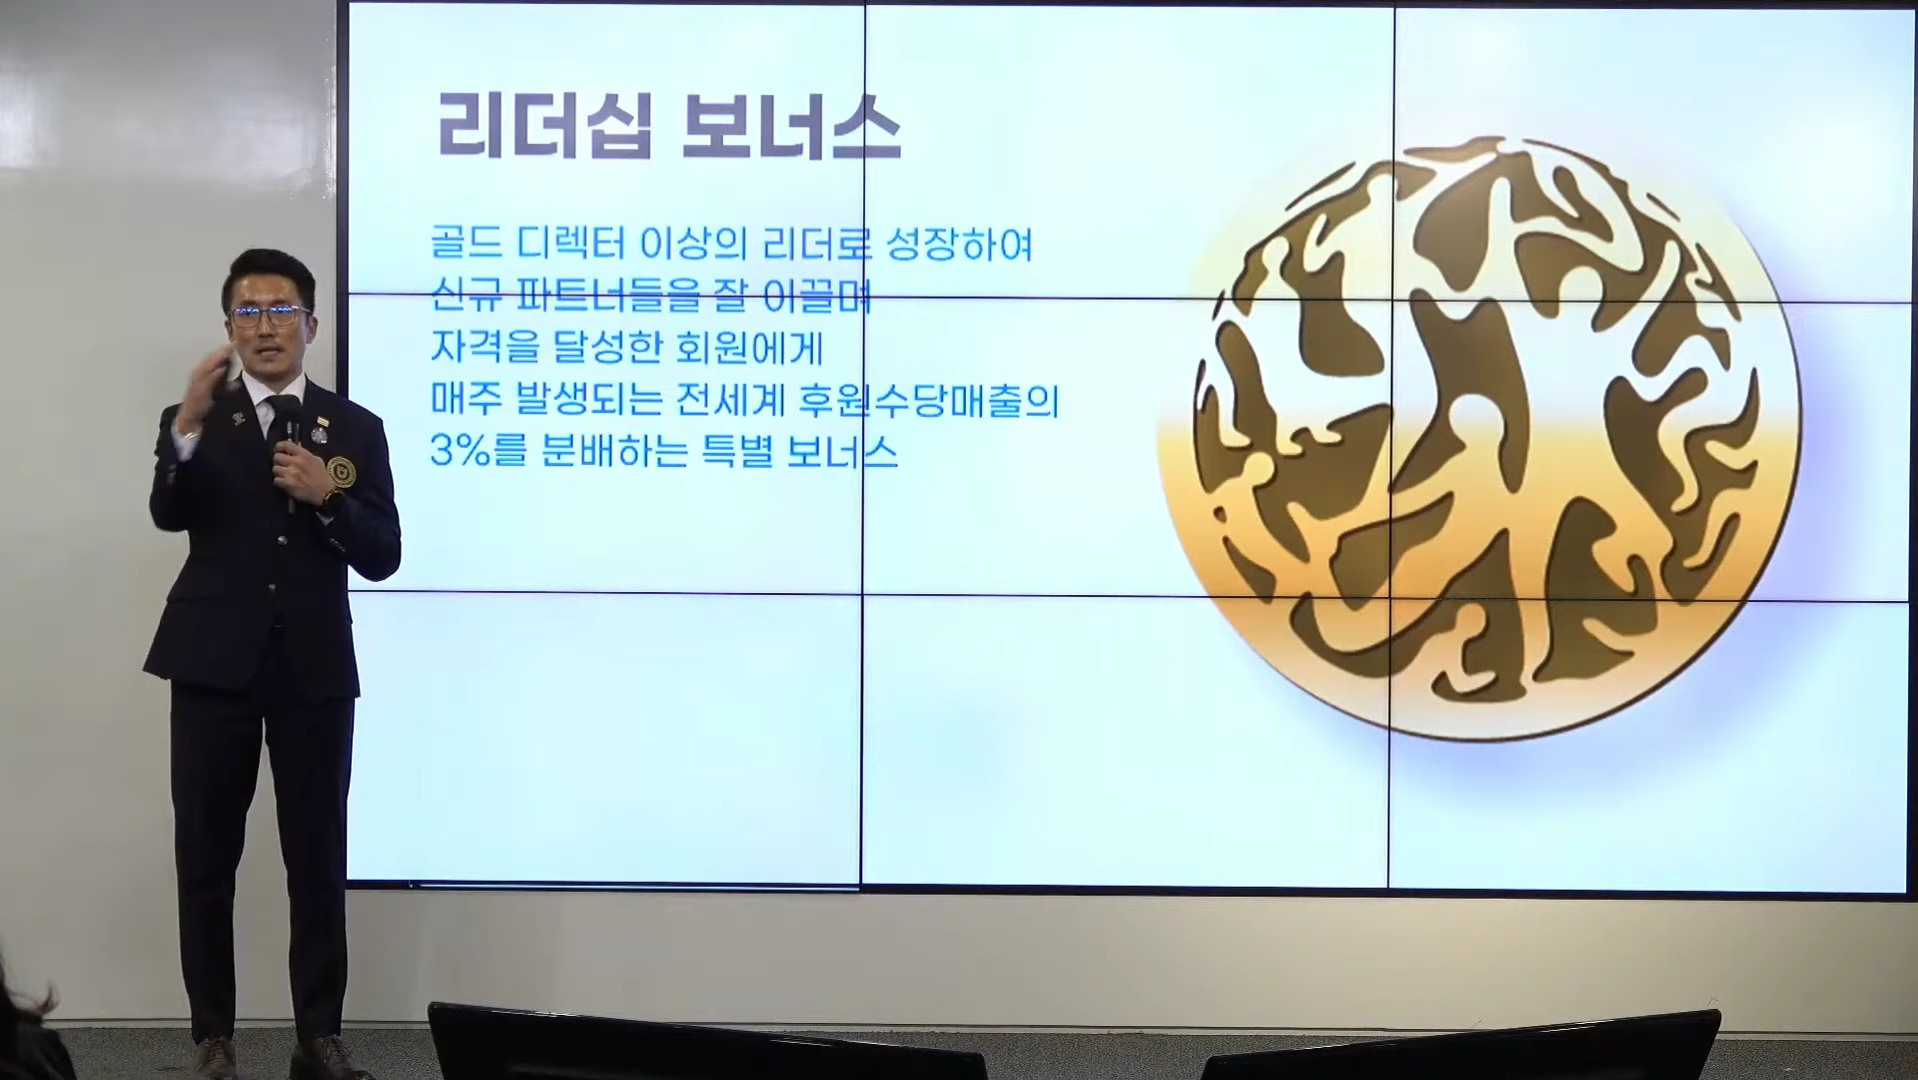 리더십 보너스
골드 디렉터 이상의 리더로 성장하여
신규 파트너들을 잘 이끌며
자격을 달성한 회원에게
매주 발생되는 전세계 후원수당매출의
3%를 분배하는 특별 보너스